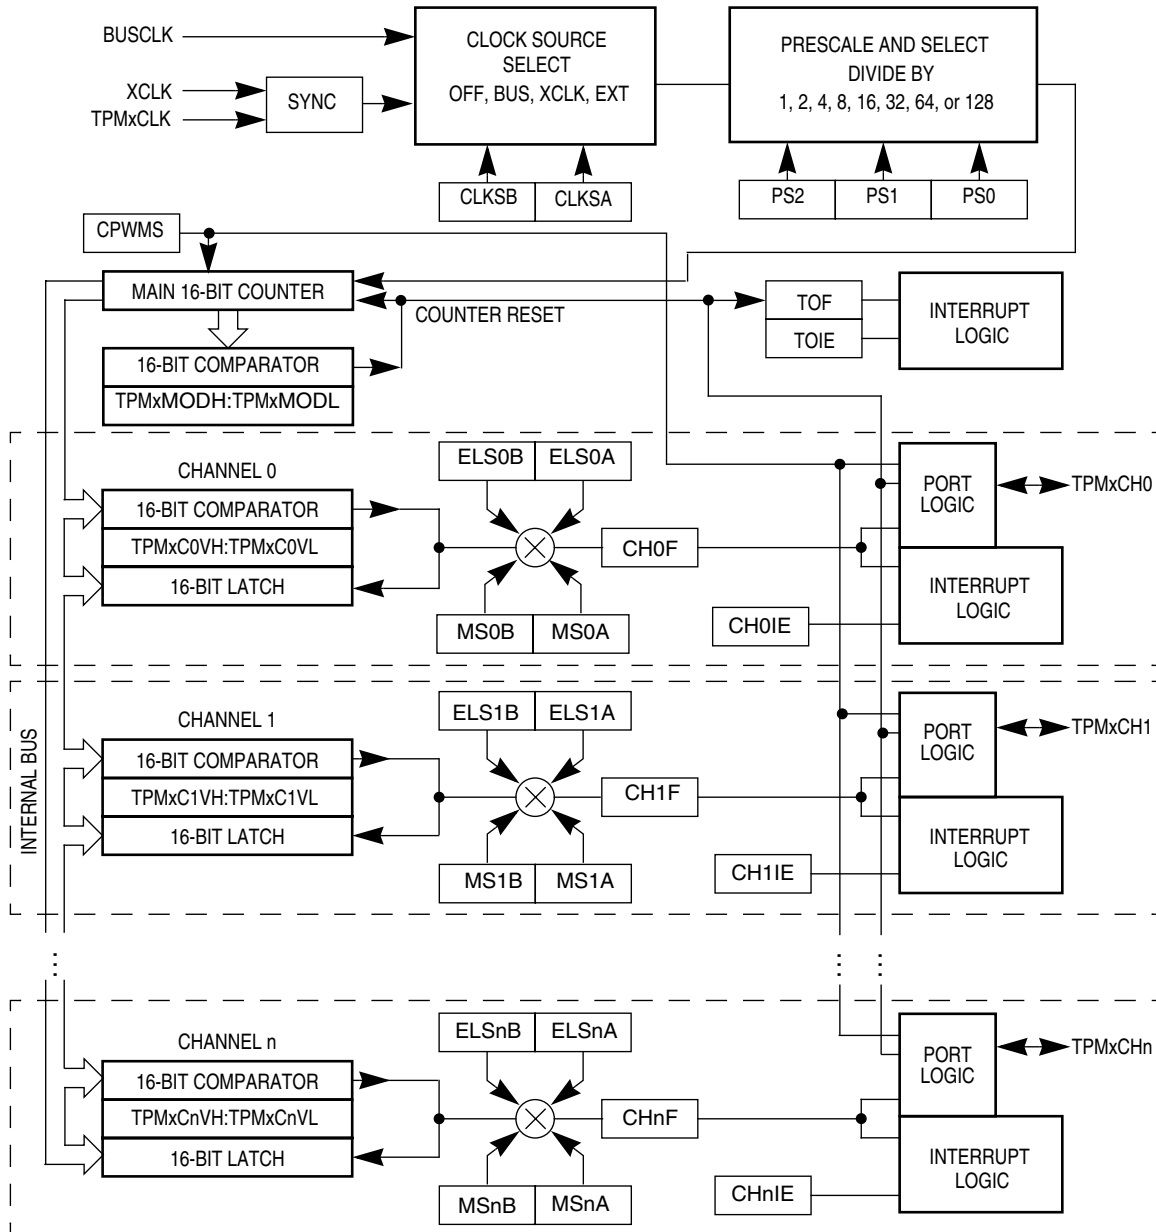 BUSCLK
XCLK
TPMxCLK
SYNC
CLOCK SOURCE
SELECT
OFF, BUS, XCLK, EXT
PRESCALE AND SELECT
DIVIDE BY
1, 2, 4, 8, 16, 32, 64, or 128
CLKSB
CLKSA
PS2
PS1
PS0
CPWMS
MAIN 16-BIT COUNTER
COUNTER RESET
TOF
TOIE
INTERRUPT
LOGIC
16-BIT COMPARATOR
TPMxMODH:TPMxMODL
INTERNAL BUS
CHANNEL 0
16-BIT COMPARATOR
TPMxC0VH:TPMxC0VL
16-BIT LATCH
ELS0B
ELS0A
MS0B
MS0A
CH0F
CH0IE
PORT
LOGIC
INTERRUPT
LOGIC
TPMxCH0
CHANNEL 1
16-BIT COMPARATOR
TPMxC1VH:TPMxC1VL
16-BIT LATCH
ELS1B
ELS1A
MS1B
MS1A
CH1F
CH1IE
PORT
LOGIC
INTERRUPT
LOGIC
TPMxCH1
CHANNEL n
16-BIT COMPARATOR
TPMxCnVH:TPMxCnVL
16-BIT LATCH
ELSnB
ELSnA
MSnB
MSnA
CHnF
CHnIE
PORT
LOGIC
INTERRUPT
LOGIC
TPMxCHn